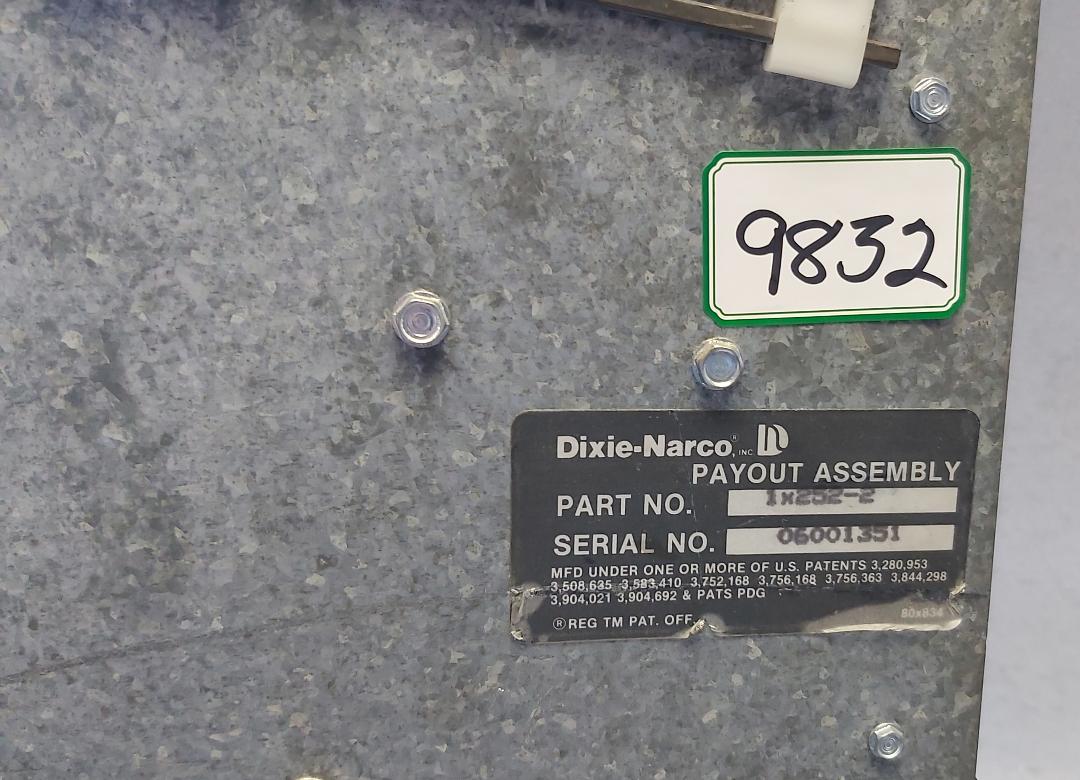 9832
Dixie-Narco®, INC
PAYOUT ASSEMBLY
PART NO. 1x252-2
SERIAL NO. 06001351
MFD UNDER ONE OR MORE OF U.S. PATENTS 3,280,953
3,508,635 3,583,410 3,752,168 3,756,168 3,756,363 3,844,298
3,904,021 3,904,692 & PATS PDG
® REG TM PAT. OFF.
80x834